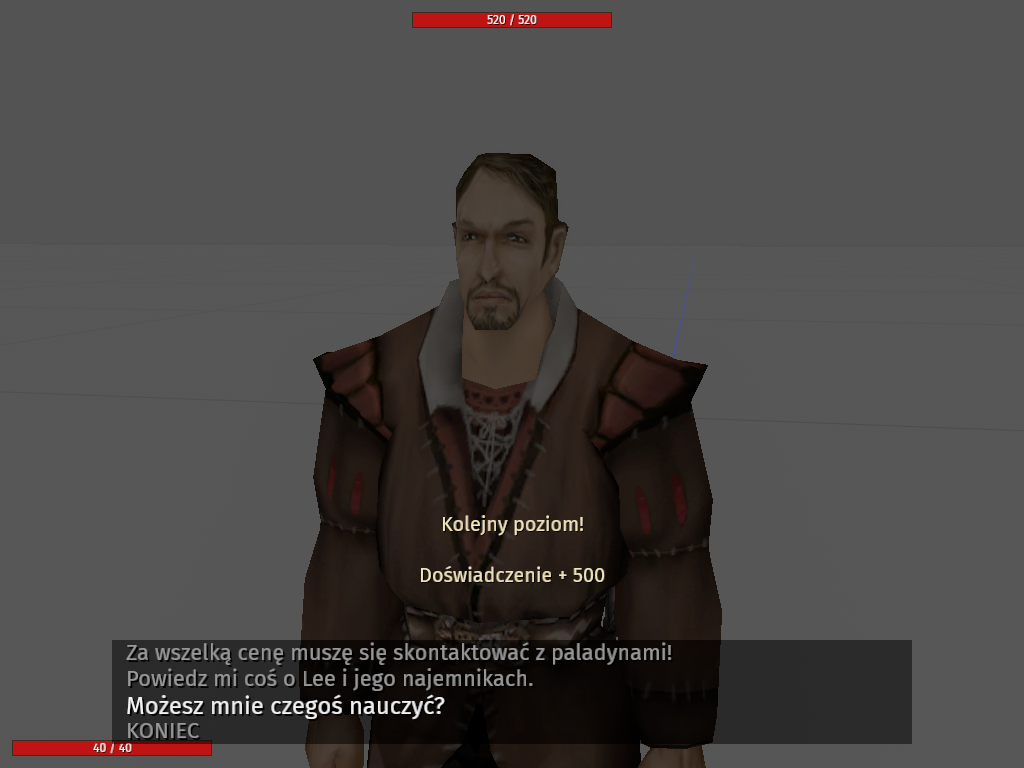 520 / 520
Kolejny poziom!
Doświadczenie + 500
Za wszelką cenę muszę się skontaktować z paladynami!
Powiedz mi coś o Lee i jego najemnikach.
Możesz mnie czegoś nauczyć?
KONIEC
40 / 40